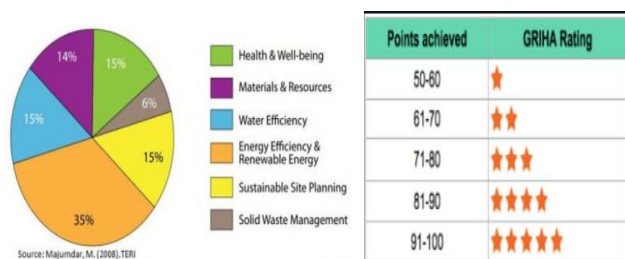 14%
15%
6%
15%
15%
35%
Health & Well-being
Materials & Resources
Water Efficiency
Energy Efficiency &
Renewable Energy
Sustainable Site Planning
Solid Waste Management
Source: Majumdar, M. (2008).TERI
Points achieved GRIHA Rating
50-60
61-70
71-80
81-90
91-100